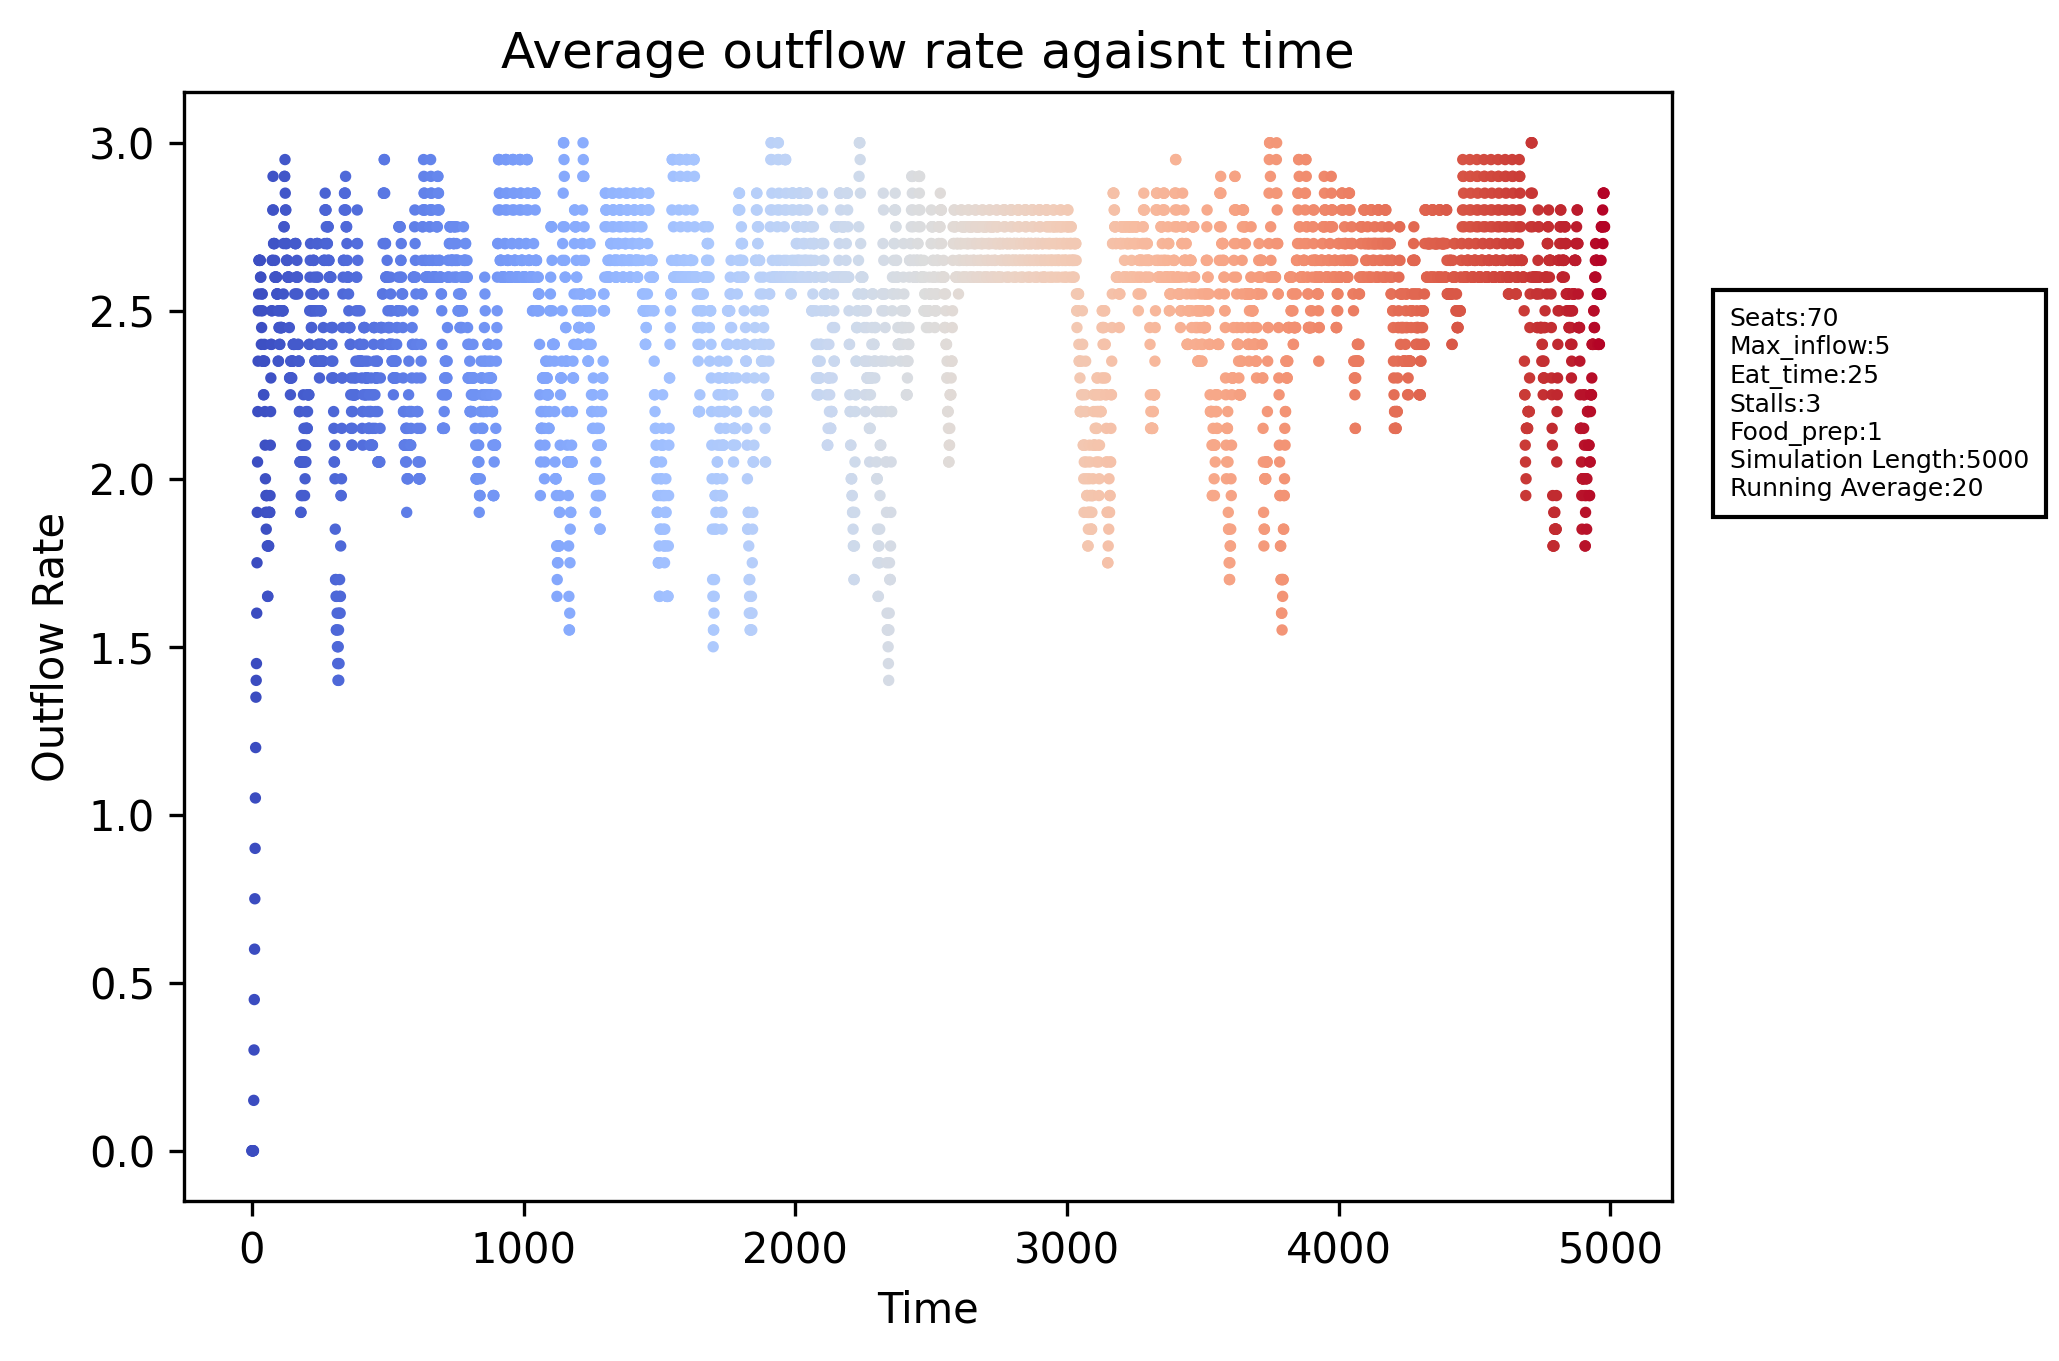 Average outflow rate agaisnt time
3.0
2.5
2.0
1.5
1.0
0.5
0.0
Outflow Rate
0 1000 2000 3000 4000 5000
Time
Seats:70
Max_inflow:5
Eat_time:25
Stalls:3
Food_prep:1
Simulation Length:5000
Running Average:20